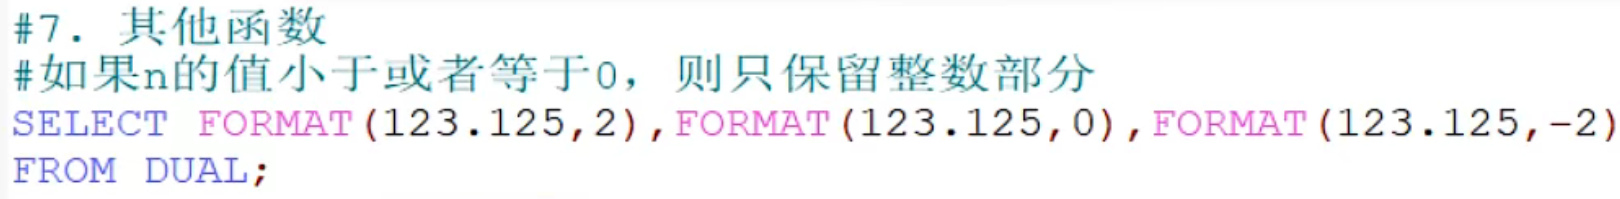 #7. 其他函数
#如果n的值小于或者等于0，则只保留整数部分
SELECT FORMAT(123.125,2),FORMAT(123.125,0),FORMAT(123.125,-2)
FROM DUAL;